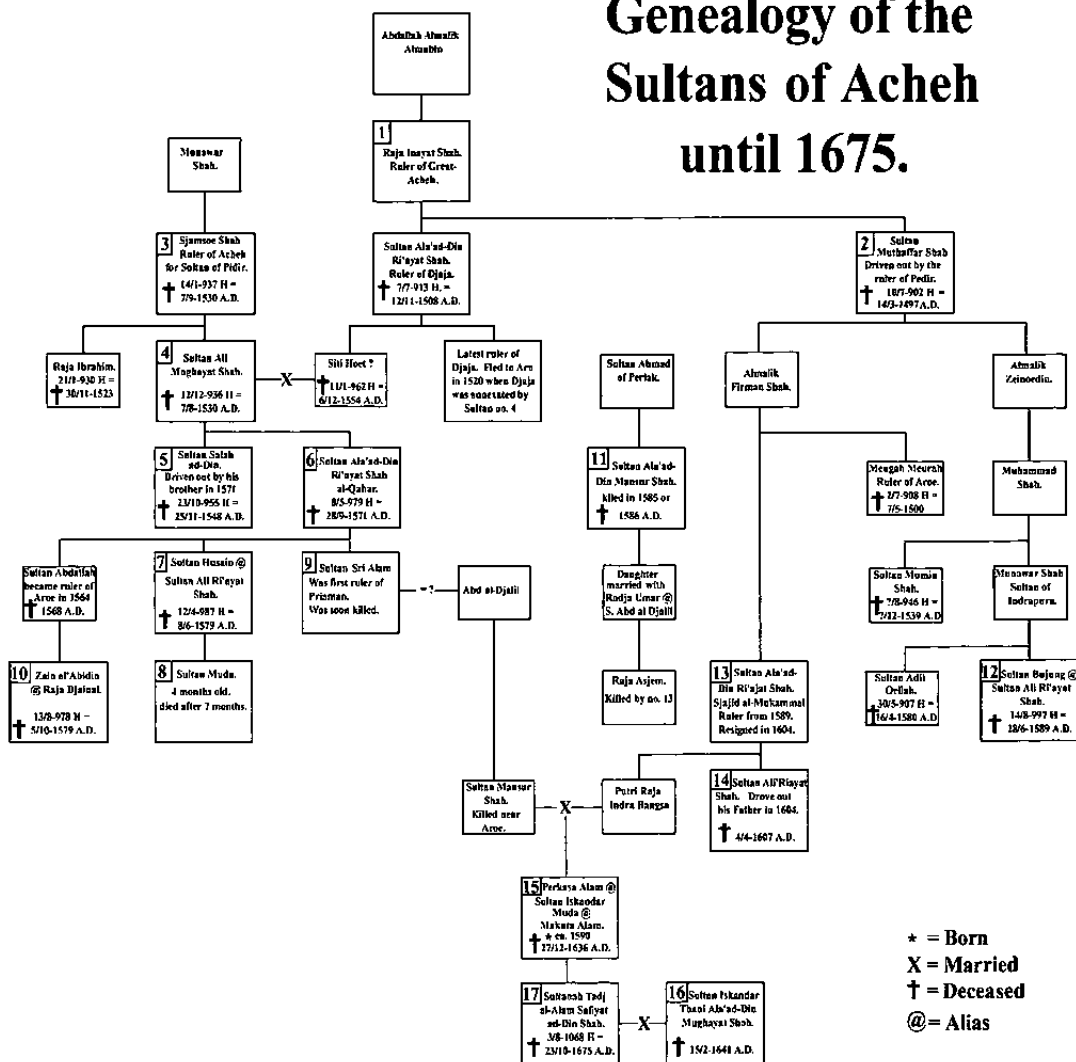 Genealogy of the
Sultans of Acheh
until 1675.
Abdallah Almalik
Almubin
1
Raja Inayat Shah.
Ruler of Great-
Acheh.
Monawar
Shah.
3
Sjamsoe Shah
Ruler of Acheh
for Soltan of Pidir.
† 14/1-937 H =
7/9-1530 A.D.
Sultan Ala'ad-Din
Ri'ayat Shah.
Ruler of Djaja.
† 7/7-913 H. =
12/11-1508 A.D.
2
Sultan
Muthaffar Shah
Driven out by the
ruler of Pedir.
† 10/7-902 H =
14/3-1497 A.D.
Raja Ibrahim.
† 21/1-930 H =
30/11-1523
4
Sultan Ali
Moghayat Shah.
† 12/12-936 H =
7/8-1530 A.D.
X
Siti Hoet ?
† 11/1-962 H =
6/12-1554 A.D.
Latest ruler of
Djaja. Fled to Aru
in 1520 when Djaja
was annexated by
Sultan no. 4
Sultan Ahmad
of Perlak.
Almalik
Firman Shah.
Almalik
Zeinoedin.
5
Sultan Salah
ad-Din.
Driven out by his
brother in 1571
† 23/10-955 H =
25/11-1548 A.D.
6
Sultan Ala'ad-Din
Ri'ayat Shah
al-Qahar.
† 8/5-979 H =
28/9-1571 A.D.
11
Sultan Ala'ad-
Din Mansur Shah.
killed in 1585 or
† 1586 A.D.
Meugah Meurah
Ruler of Aroe.
† 2/7-908 H =
7/5-1500
Muhammad
Shah.
Sultan Abdallah
became ruler of
Aroe in 1564
† 1568 A.D.
7
Sultan Husain @
Sultan Ali Ri'ayat
Shah.
† 12/4-987 H =
8/6-1579 A.D.
9
Sultan Sri Alam
Was first ruler of
Priaman.
Was soon killed.
= ?
Abd al-Djalil
Daughter
married with
Radja Umar @
S. Abd al Djalil
Sultan Momin
Shah.
† ?/8-946 H =
?/12-1539 A.D
Munawar Shah
Soltan of
Indrapura.
10
Zain el'Abidin
@ Raja Djainal.
† 13/8-978 H =
5/10-1579 A.D.
8
Sultan Muda.
4 months old.
died after 7 months.
Raja Asjem.
Killed by no. 13
13
Sultan Ala'ad-
Din Ri'ajat Shah.
Sjajid al-Mokammal
Ruler from 1589.
Resigned in 1604.
Sultan Adil
† 30/5-907 H =
16/4-1580 A.D
12
Sultan Bujong @
Sultan Ali Ri'ayat
Shah.
† 14/8-997 H =
28/6-1589 A.D.
Sultan Mansur
Shah.
Killed near
Aroe.
X
Putri Raja
Indra Bangsa
14
Sultan Ali'Riayat
Shah. Drove out
his Father in 1604.
† 4/4-1607 A.D.
15
Perkasa Alam @
Sultan Iskandar
Muda @
Makuta Alam.
* ca. 1590
† 27/12-1636 A.D.
17
Sultanah Tadj
al-Alam Safiyat
ad-Din Shah.
3/8-1068 H =
† 23/10-1675 A.D.
X
16
Sultan Iskandar
Thani Ala'ad-Din
Mughayat Shah.
† 15/2-1641 A.D.
* = Born
X = Married
† = Deceased
@ = Alias